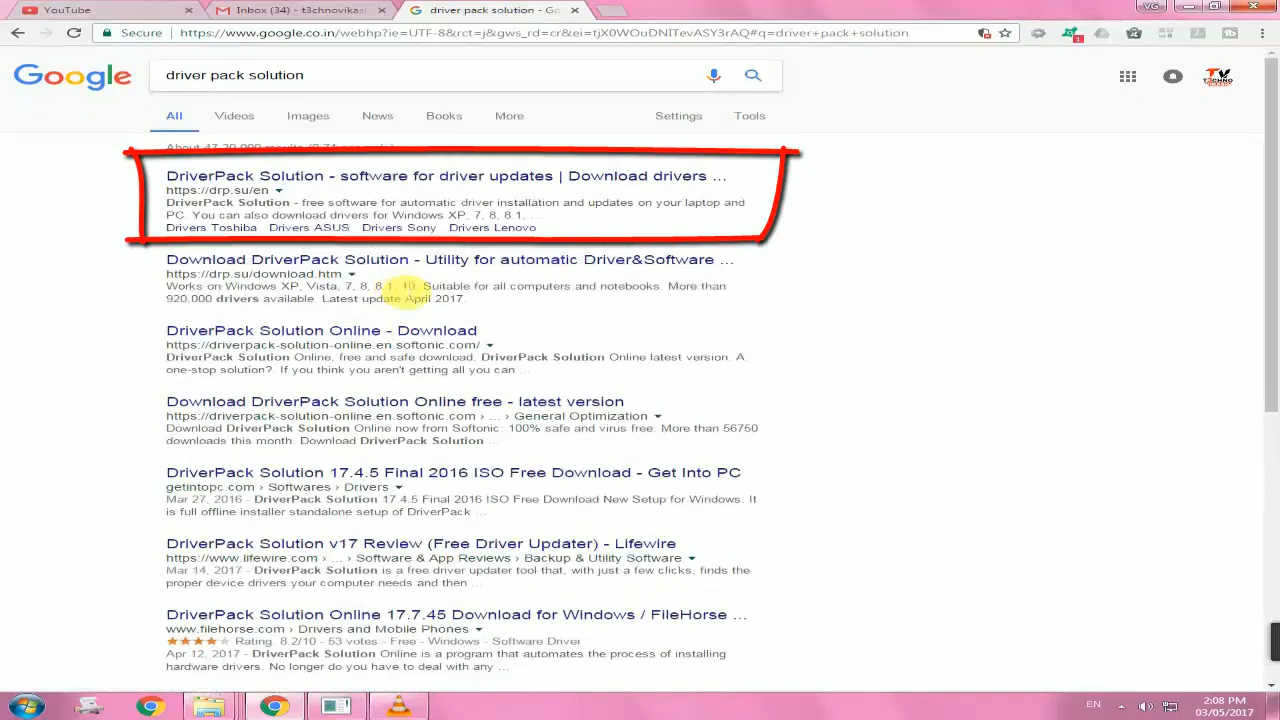 YouTube
Inbox (34) - t3chnovikas
driver pack solution - Go
VG
Secure
https://www.google.co.in/webhp?ie=UTF-8&rct=j&gws_rd=cr&ei=tjX0WOuDNITevASY3rAQ#q=driver+pack+solution
1
Google
driver pack solution
TV
All
Videos
Images
News
Books
More
Settings
Tools
DriverPack Solution - software for driver updates | Download drivers ...
https://drp.su/en
DriverPack Solution - free software for automatic driver installation and updates on your laptop and
PC. You can also download drivers for Windows XP, 7, 8, 8.1, ...
Drivers Toshiba Drivers ASUS Drivers Sony Drivers Lenovo
Download DriverPack Solution - Utility for automatic Driver&Software ...
https://drp.su/download.htm
Works on Windows XP, Vista, 7, 8, 8.1, 10. Suitable for all computers and notebooks. More than
920,000 drivers available. Latest update April 2017.
DriverPack Solution Online - Download
https://driverpack-solution-online.en.softonic.com/
DriverPack Solution Online, free and safe download. DriverPack Solution Online latest version. A
one-stop solution?. If you think you aren't getting all you can ...
Download DriverPack Solution Online free - latest version
https://driverpack-solution-online.en.softonic.com › ... › General Optimization
Download DriverPack Solution Online now from Softonic: 100% safe and virus free. More than 56750
downloads this month. Download DriverPack Solution ...
DriverPack Solution 17.4.5 Final 2016 ISO Free Download - Get Into PC
getintopc.com › Softwares › Drivers
Mar 27, 2016 - DriverPack Solution 17.4.5 Final 2016 ISO Free Download New Setup for Windows. It
is full offline installer standalone setup of DriverPack ...
DriverPack Solution v17 Review (Free Driver Updater) - Lifewire
https://www.lifewire.com › ... › Software & App Reviews › Backup & Utility Software
Mar 14, 2017 - DriverPack Solution is a free driver updater tool that, with just a few clicks, finds the
proper device drivers your computer needs and then ...
DriverPack Solution Online 17.7.45 Download for Windows / FileHorse ...
www.filehorse.com › Drivers and Mobile Phones
Rating: 8.2/10 - 53 votes - Free - Windows - Software Driver
Apr 12, 2017 - DriverPack Solution Online is a program that automates the process of installing
hardware drivers. No longer do you have to deal with any ...
EN
2:08 PM
03/05/2017